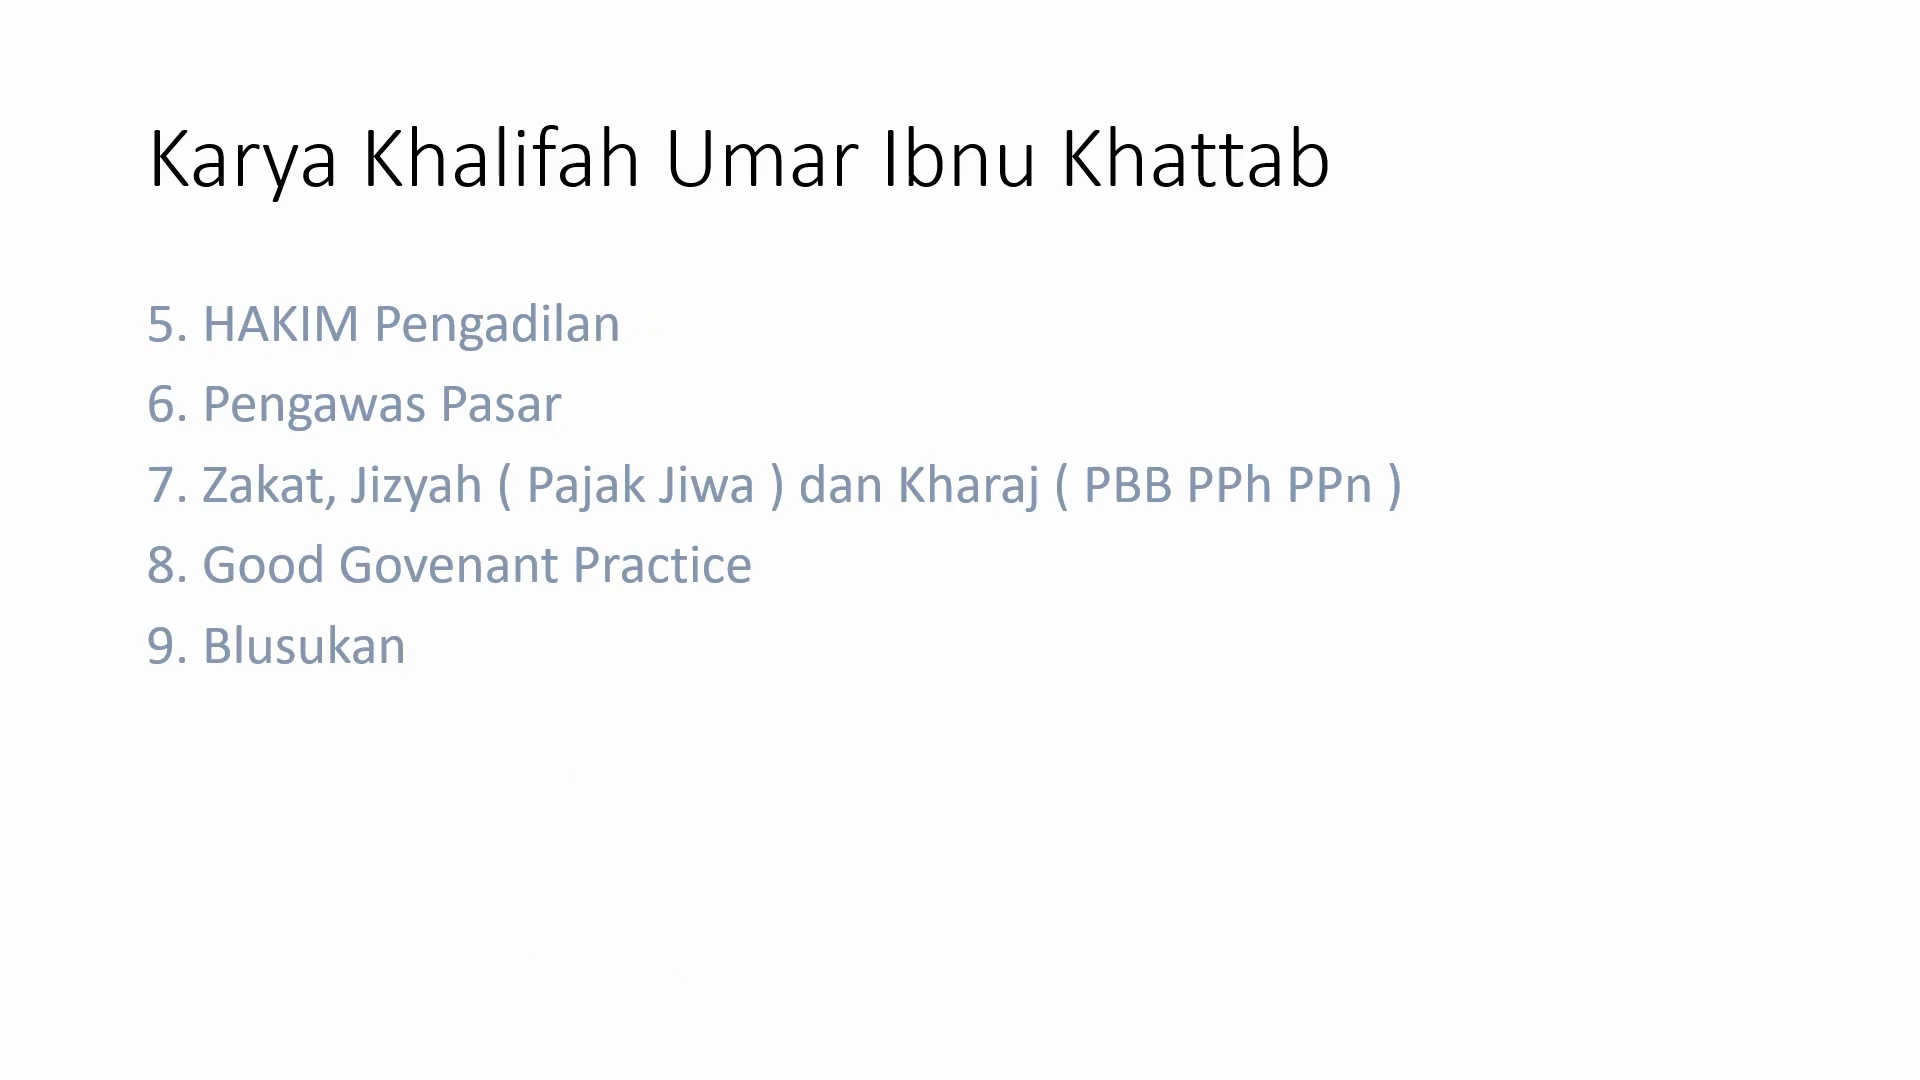 Karya Khalifah Umar Ibnu Khattab
5. HAKIM Pengadilan
6. Pengawas Pasar
7. Zakat, Jizyah ( Pajak Jiwa ) dan Kharaj ( PBB PPh PPn )
8. Good Govenant Practice
9. Blusukan